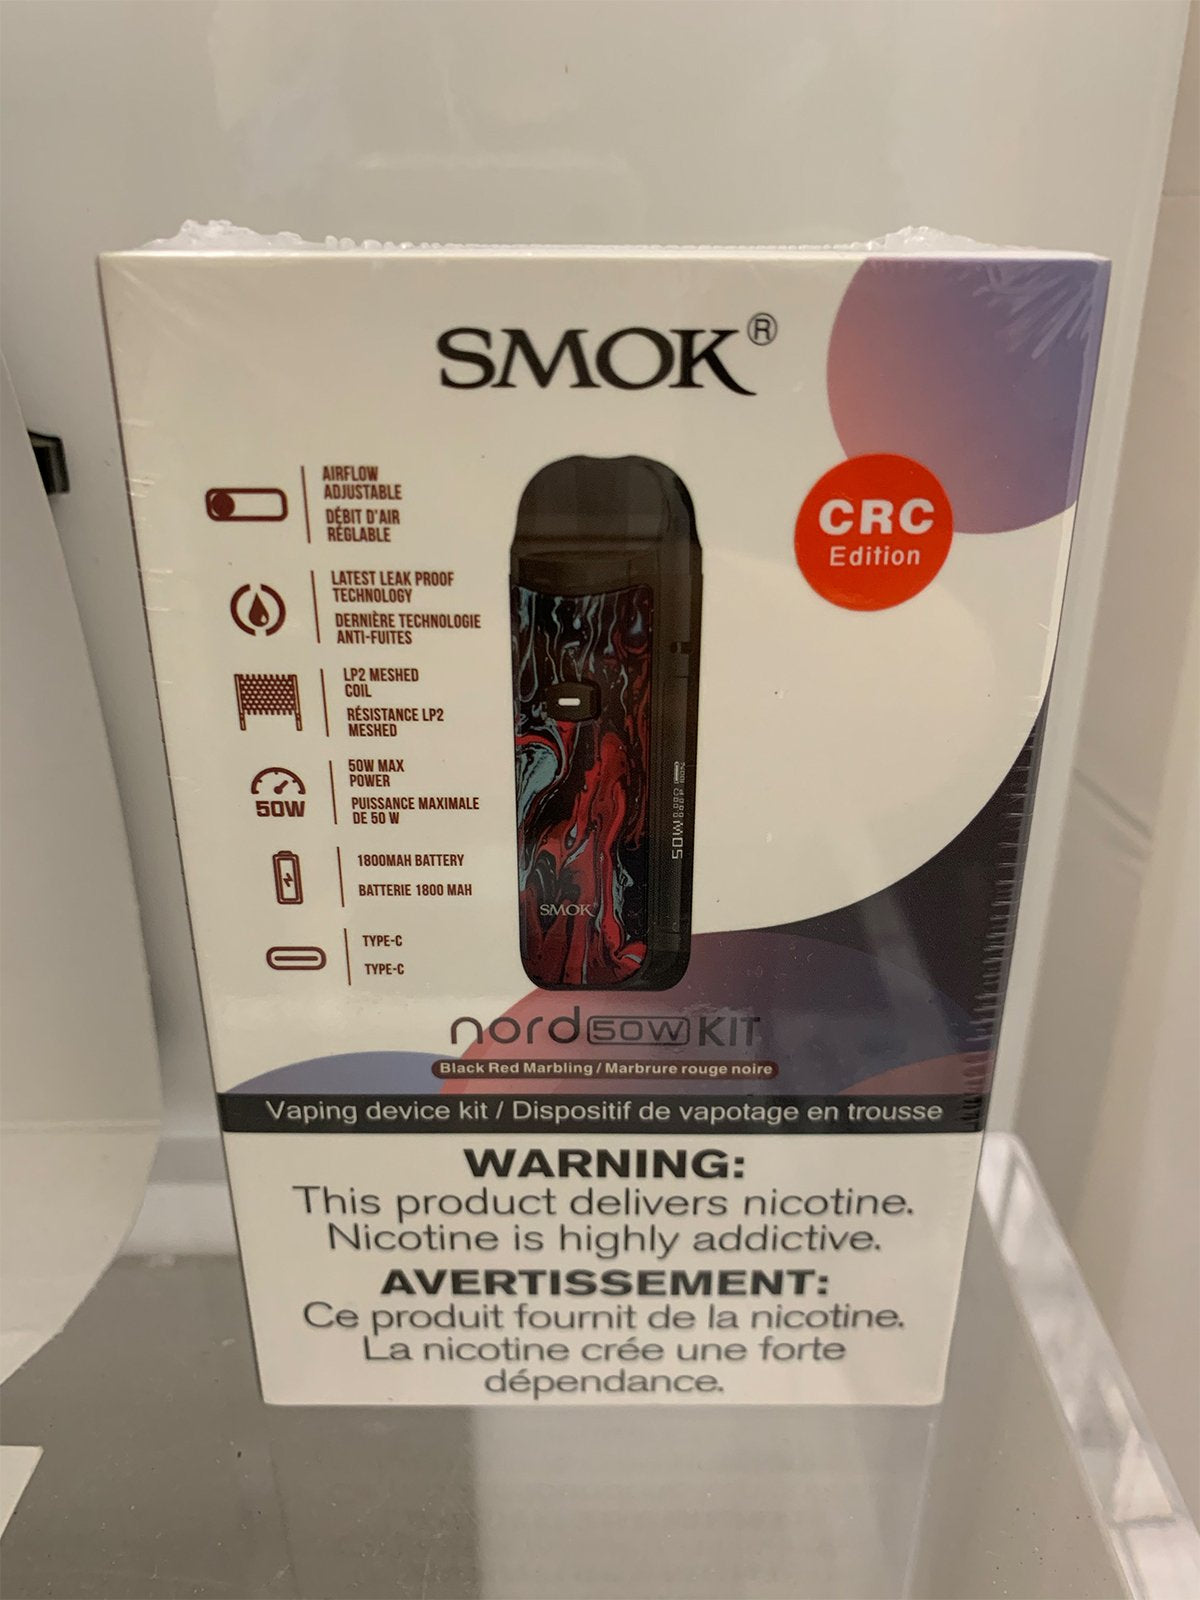 SMOK®
CRC
Edition
AIRFLOW
ADJUSTABLE
DÉBIT D'AIR
RÉGLABLE
LATEST LEAK PROOF
TECHNOLOGY
DERNIÈRE TECHNOLOGIE
ANTI-FUITES
LP2 MESHED
COIL
RÉSISTANCE LP2
MESHED
50W
50W MAX
POWER
PUISSANCE MAXIMALE
DE 50 W
1800MAH BATTERY
BATTERIE 1800 MAH
TYPE-C
TYPE-C
50W
SMOK
nord 50W KIT
Black Red Marbling / Marbrure rouge noire
Vaping device kit / Dispositif de vapotage en trousse
WARNING:
This product delivers nicotine.
Nicotine is highly addictive.
AVERTISSEMENT:
Ce produit fournit de la nicotine.
La nicotine crée une forte
dépendance.